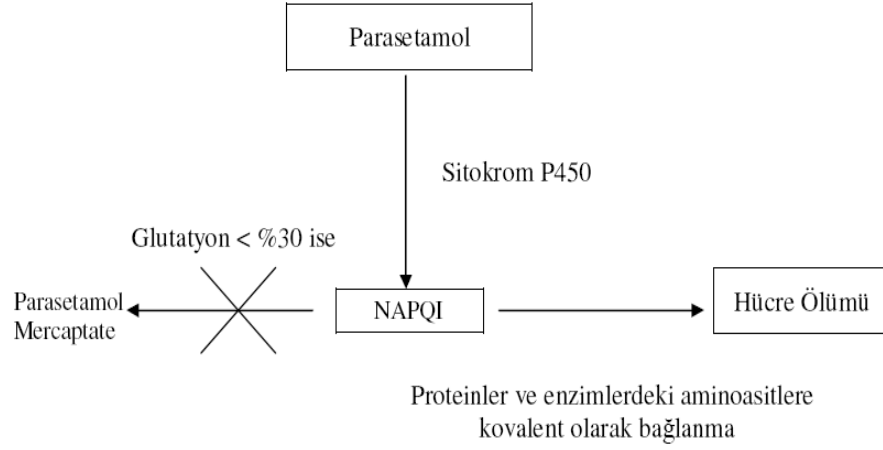 Parasetamol
Sitokrom P450
Glutatyon < %30 ise
Parasetamol
Mercaptate
NAPQI
Hücre Ölümü
Proteinler ve enzimlerdeki aminoasitlere
kovalent olarak bağlanma